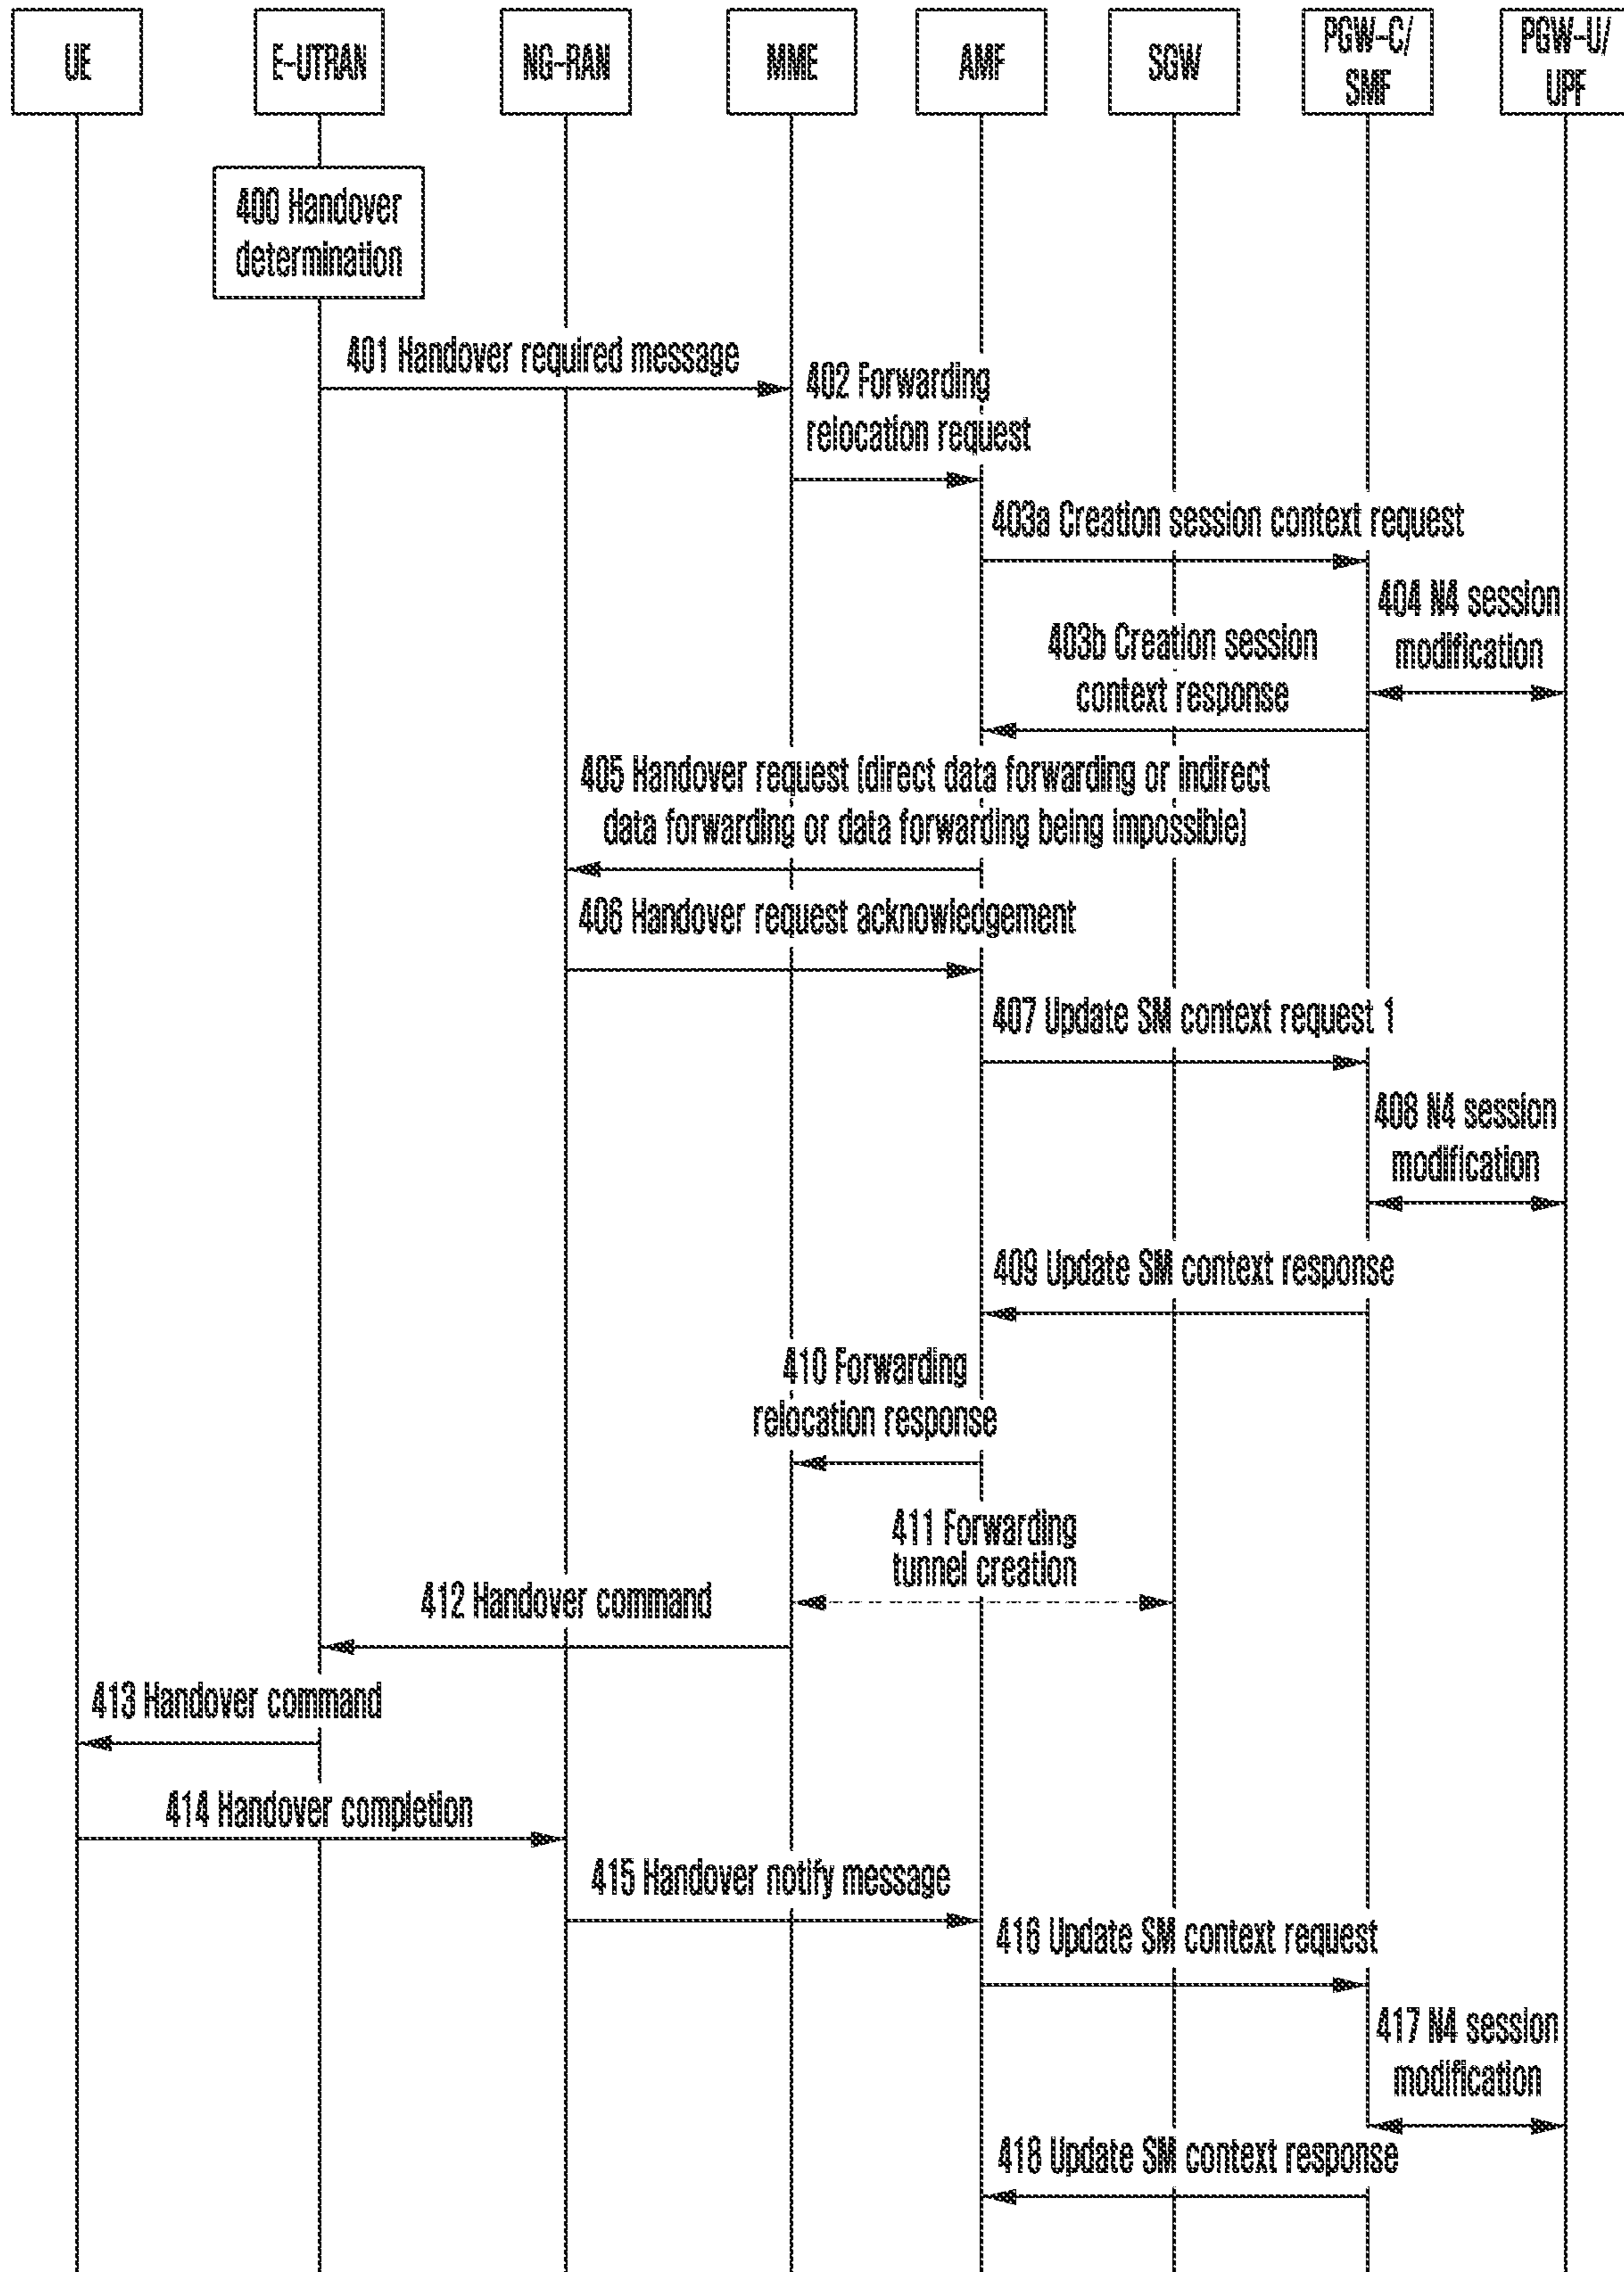 UE
E-UTRAN
NG-RAN
MME
AMF
SGW
PGW-C/
SMF
PGW-U/
UPF
400 Handover
determination
401 Handover required message
402 Forwarding
relocation request
403a Creation session context request
404 N4 session
modification
403b Creation session
context response
405 Handover request (direct data forwarding or indirect
data forwarding or data forwarding being impossible)
406 Handover request acknowledgement
407 Update SM context request 1
408 N4 session
modification
409 Update SM context response
410 Forwarding
relocation response
411 Forwarding
tunnel creation
412 Handover command
413 Handover command
414 Handover completion
415 Handover notify message
416 Update SM context request
417 N4 session
modification
418 Update SM context response